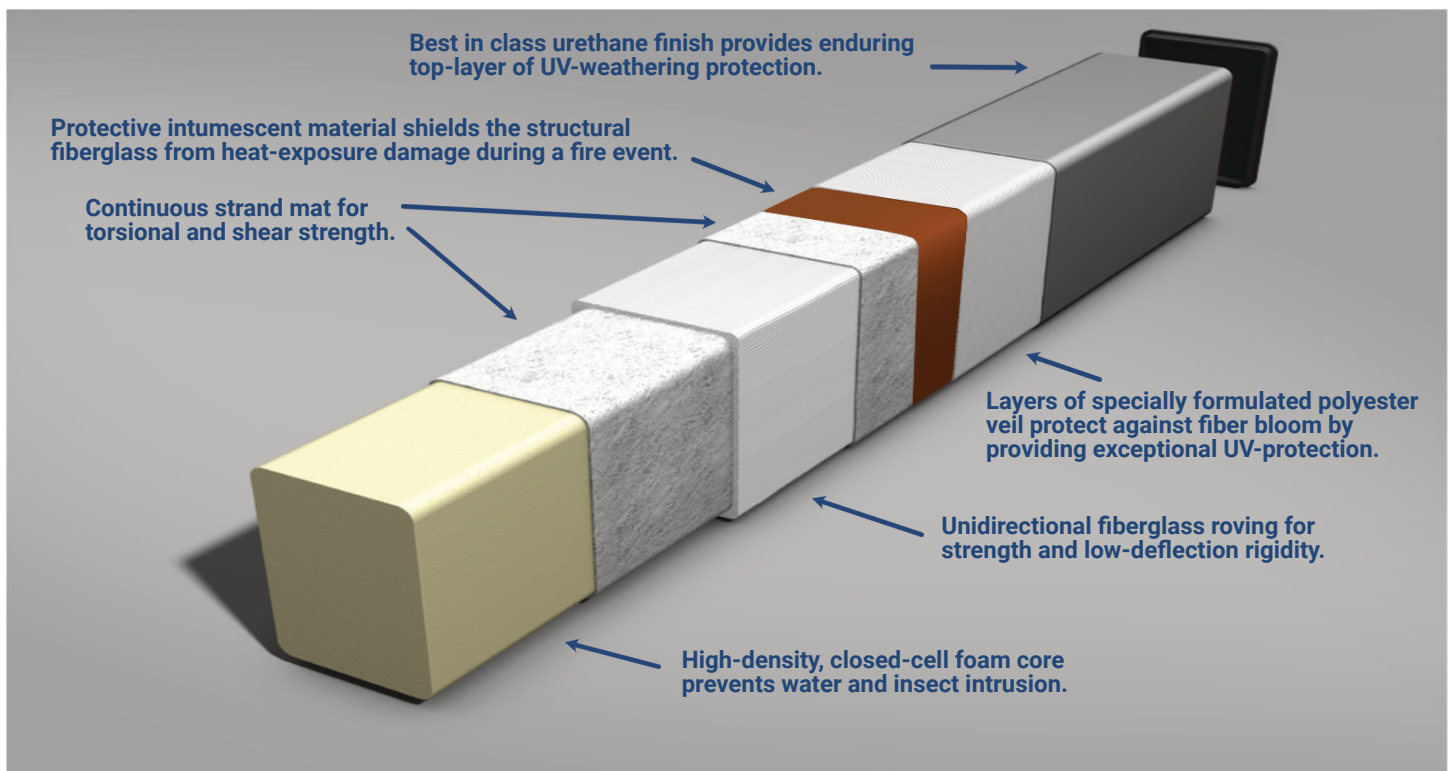 Best in class urethane finish provides enduring
top-layer of UV-weathering protection.
Protective intumescent material shields the structural
fiberglass from heat-exposure damage during a fire event.
Continuous strand mat for
torsional and shear strength.
Layers of specially formulated polyester
veil protect against fiber bloom by
providing exceptional UV-protection.
Unidirectional fiberglass roving for
strength and low-deflection rigidity.
High-density, closed-cell foam core
prevents water and insect intrusion.